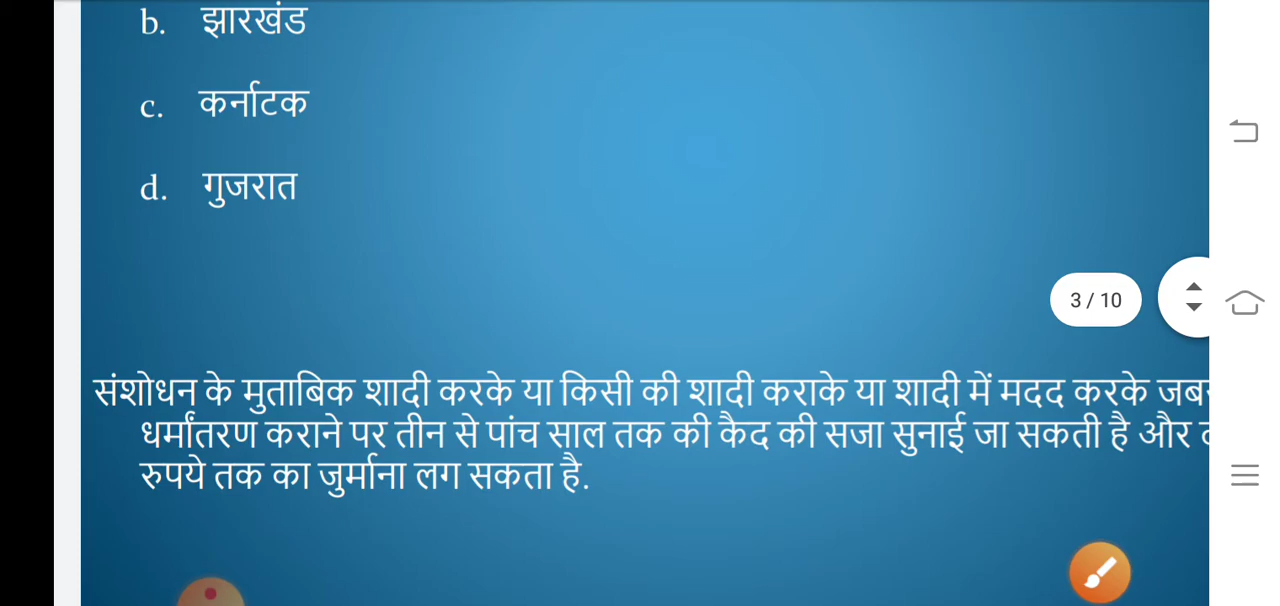 b. झारखंड
c. कर्नाटक
d. गुजरात
3 / 10
संशोधन के मुताबिक शादी करके या किसी की शादी कराके या शादी में मदद करके
धर्मांतरण कराने पर तीन से पांच साल तक की कैद की सजा सुनाई जा सकती है और
रुपये तक का जुर्माना लग सकता है.